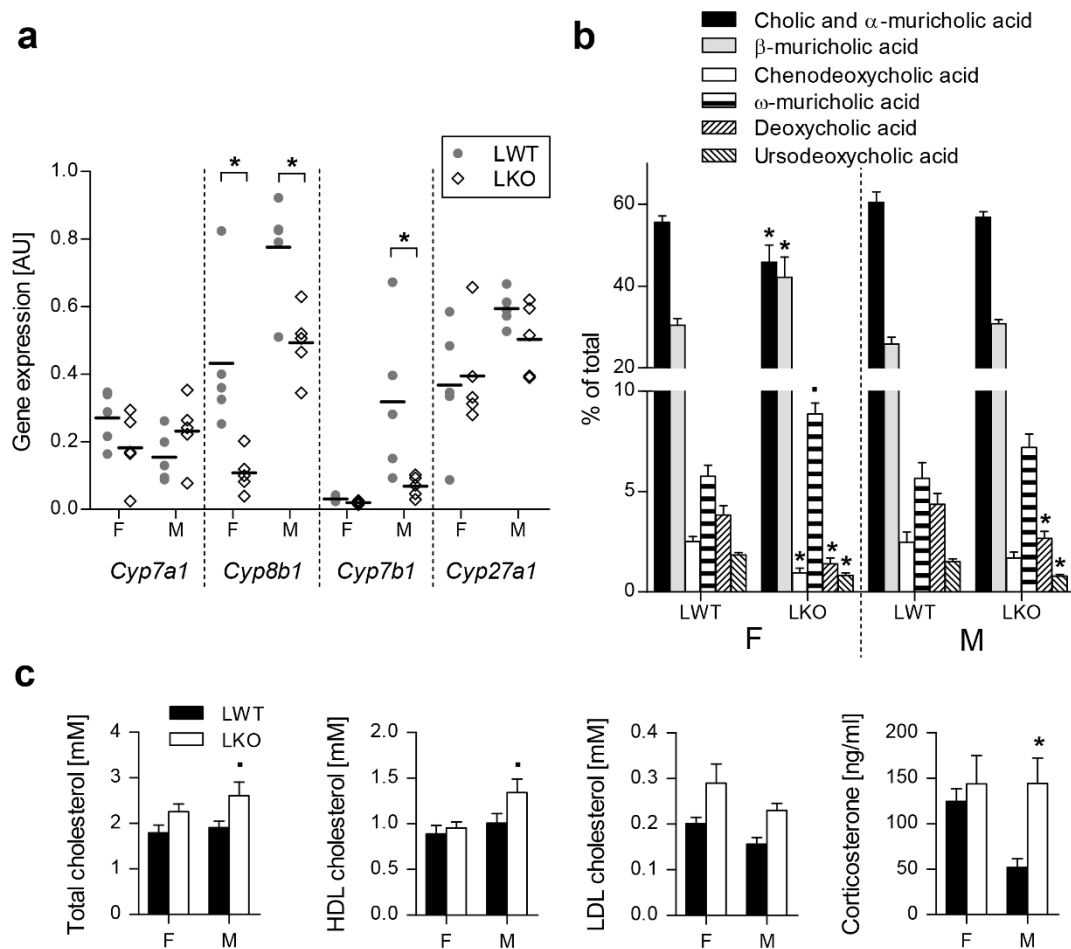 a
LWT
LKO
Gene expression [AU]
1.0
0.8
0.6
0.4
0.2
0.0
* * *
F M F M F M F M
Cyp7a1 Cyp8b1 Cyp7b1 Cyp27a1
b
Cholic and α-muricholic acid
β-muricholic acid
Chenodeoxycholic acid
ω-muricholic acid
Deoxycholic acid
Ursodeoxycholic acid
% of total
60
40
20
10
5
0
* *
* * *
* *
LWT LKO LWT LKO
F M
c
LWT
LKO
Total cholesterol [mM]
4
3
2
1
0
F M
HDL cholesterol [mM]
2.0
1.5
1.0
0.5
0.0
F M
LDL cholesterol [mM]
0.4
0.3
0.2
0.1
0
F M
Corticosterone [ng/ml]
200
150
100
50
0
*
F M